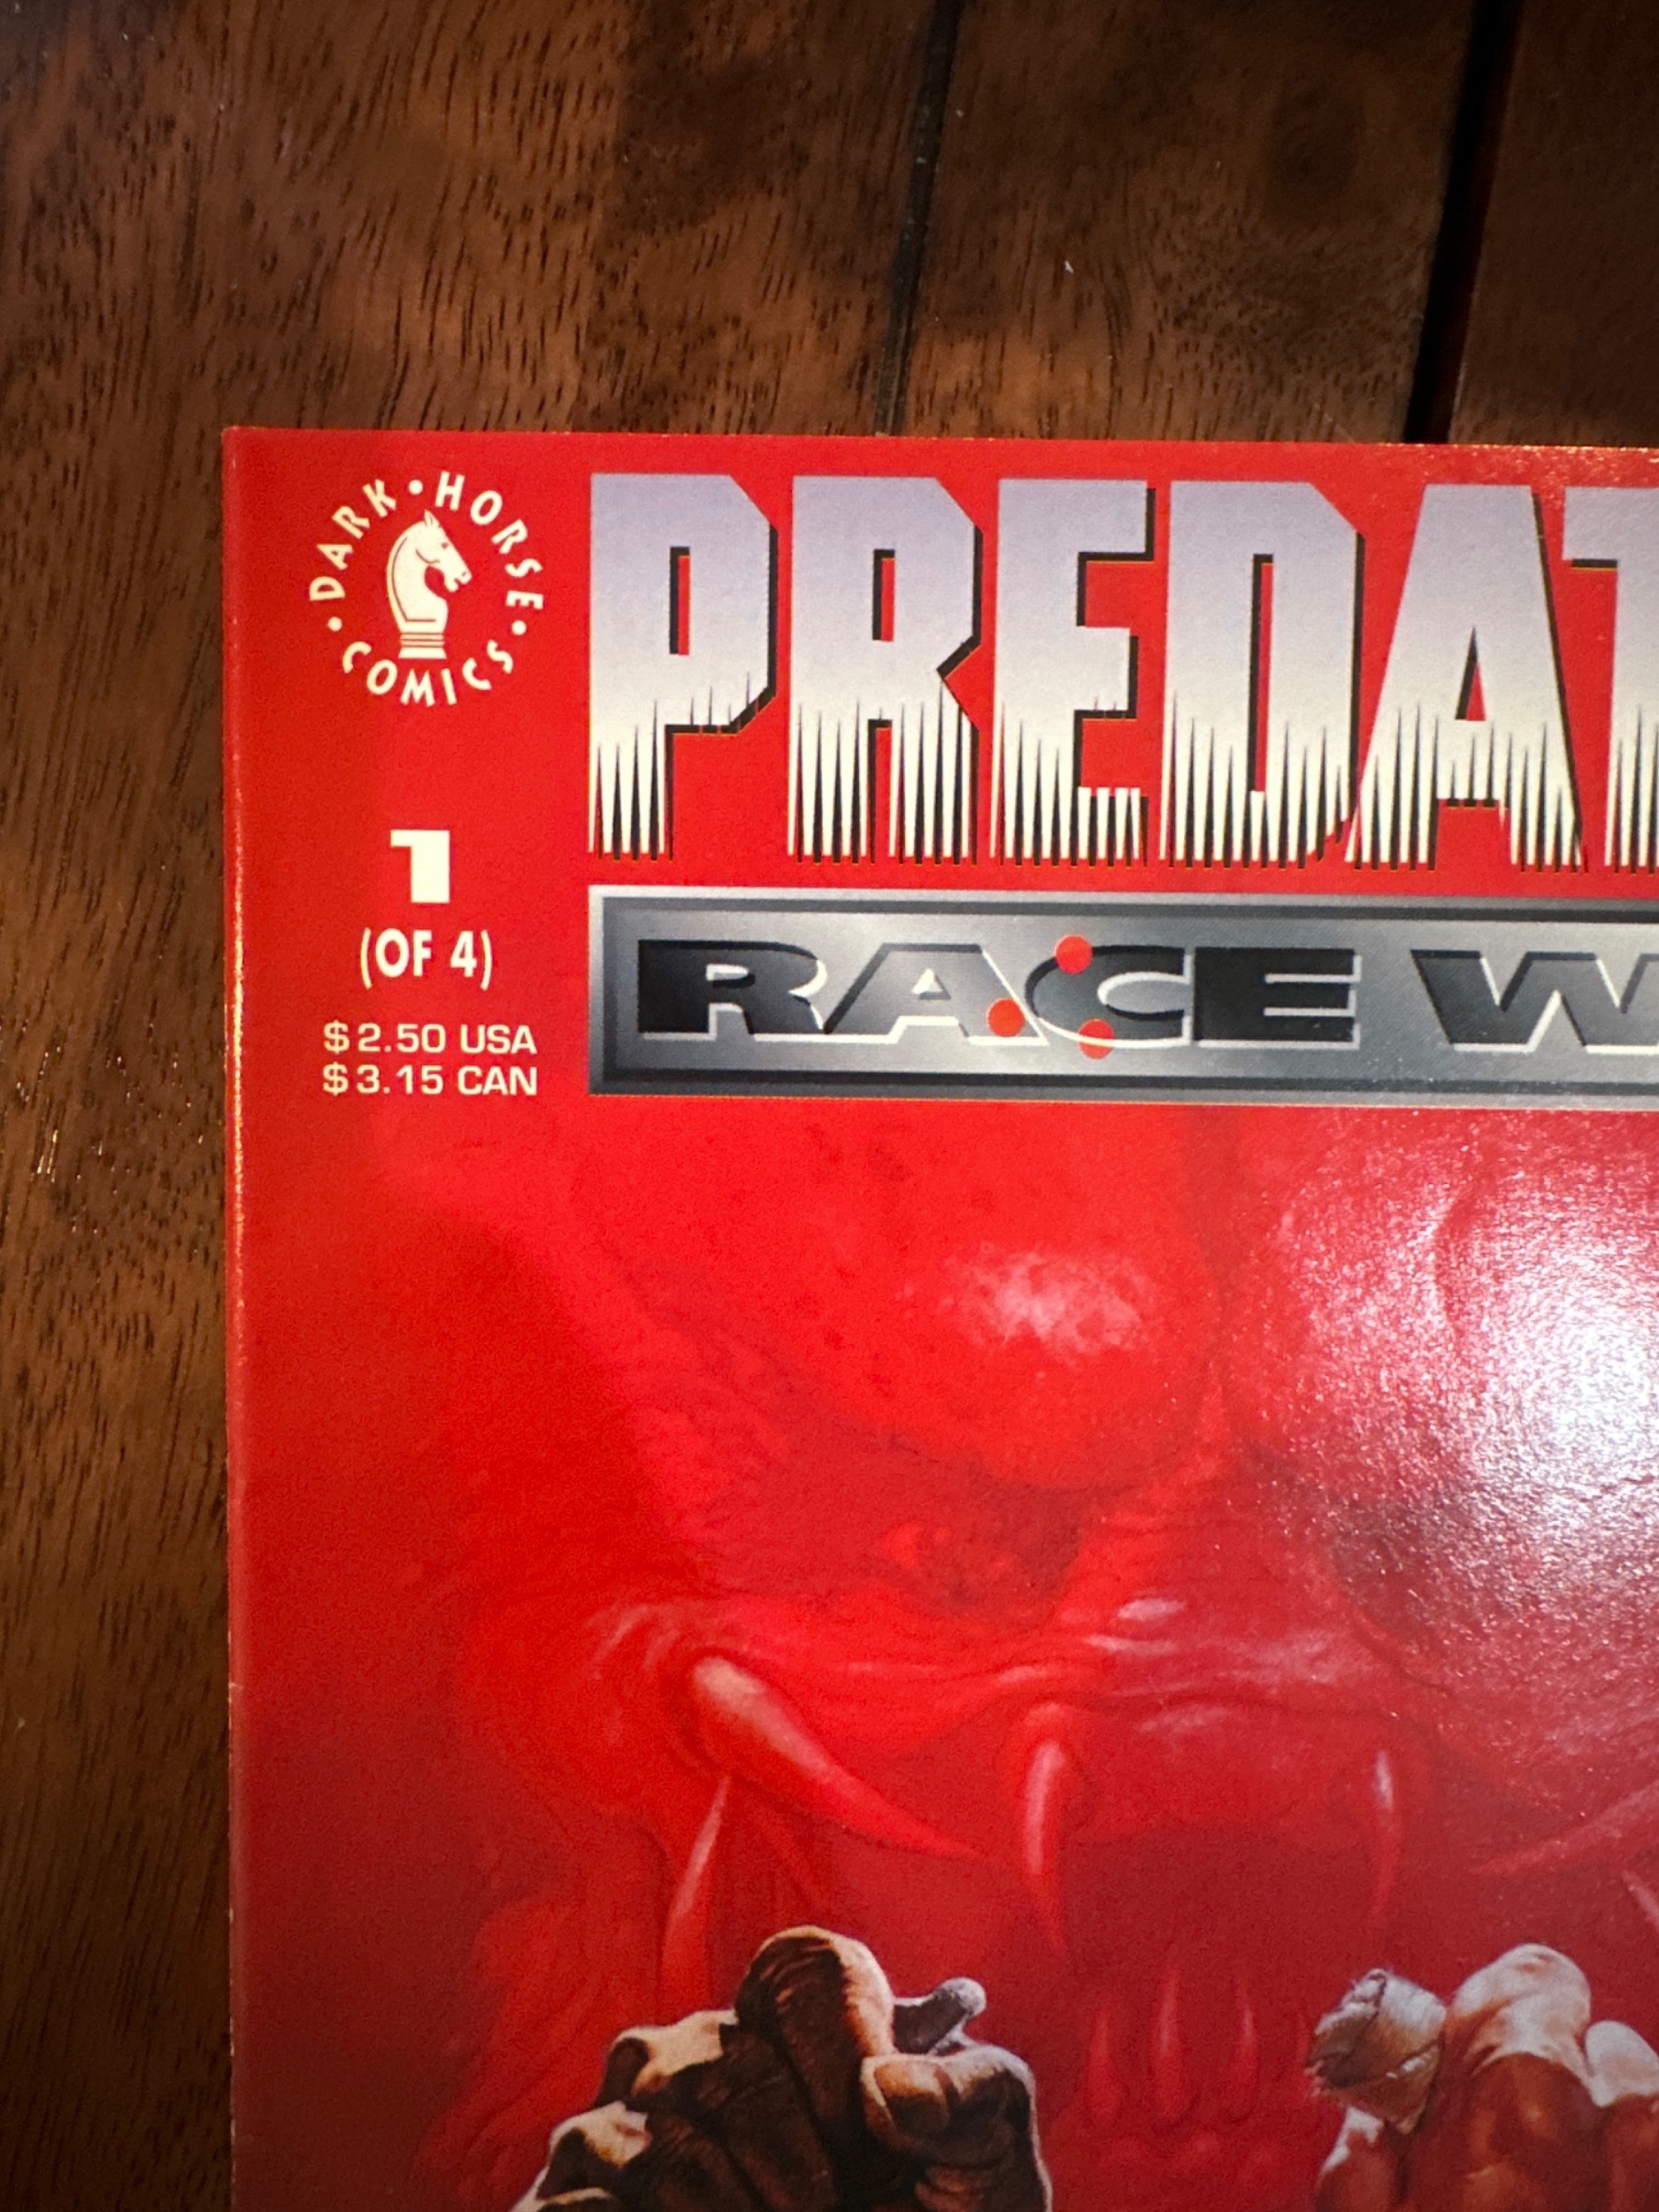 DARK • HORSE • COMICS •
PREDAT
1
(OF 4)
RACE W
$2.50 USA
$3.15 CAN